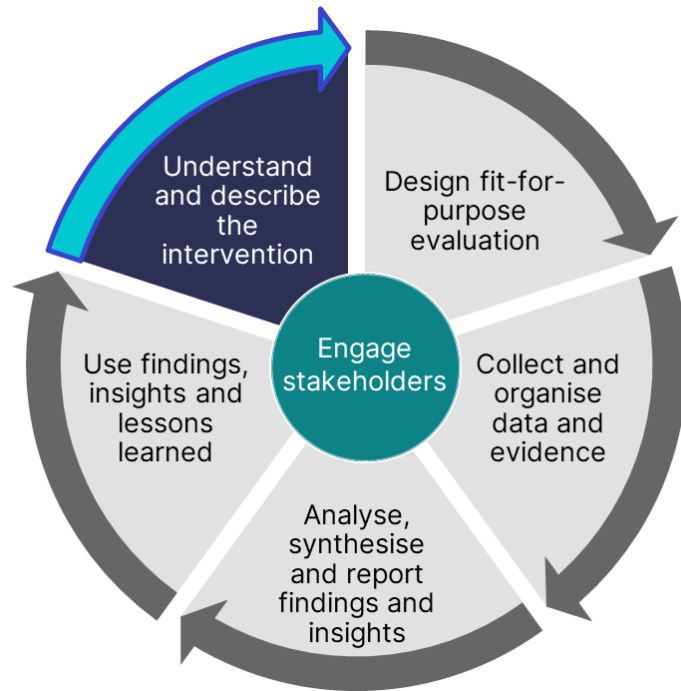 Understand
and describe
the
intervention
Design fit-for-
purpose
evaluation
Engage
stakeholders
Use findings,
insights and
lessons
learned
Collect and
organise
data and
evidence
Analyse,
synthesise
and report
findings and
insights